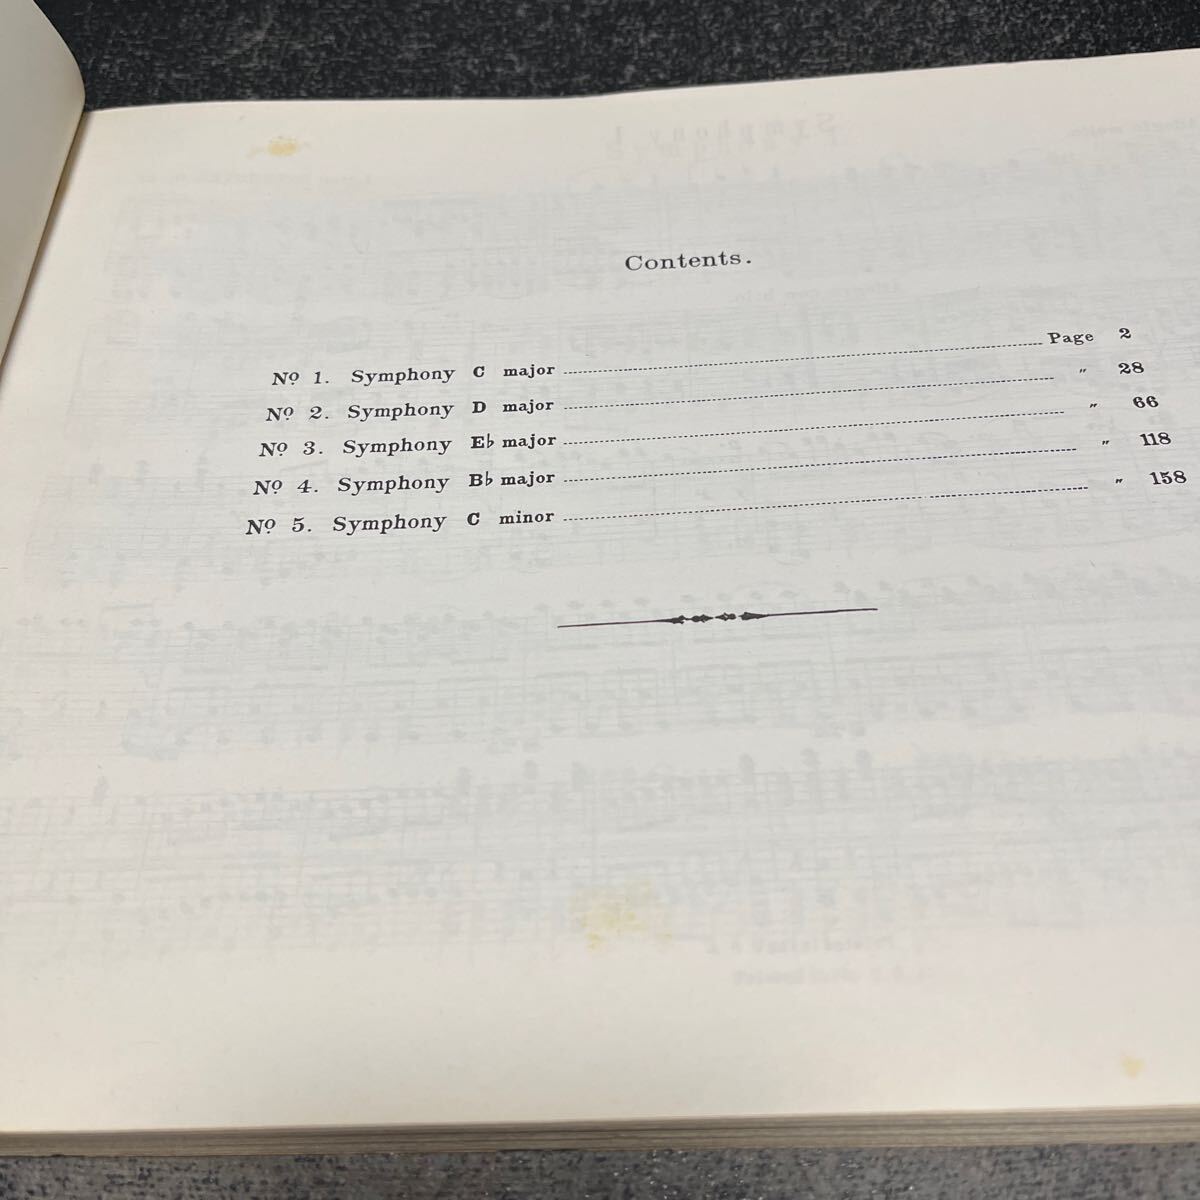 Contents.
No 1. Symphony C major Page 2
No 2. Symphony D major " 28
No 3. Symphony E♭ major " 66
No 4. Symphony B♭ major " 118
No 5. Symphony C minor " 158